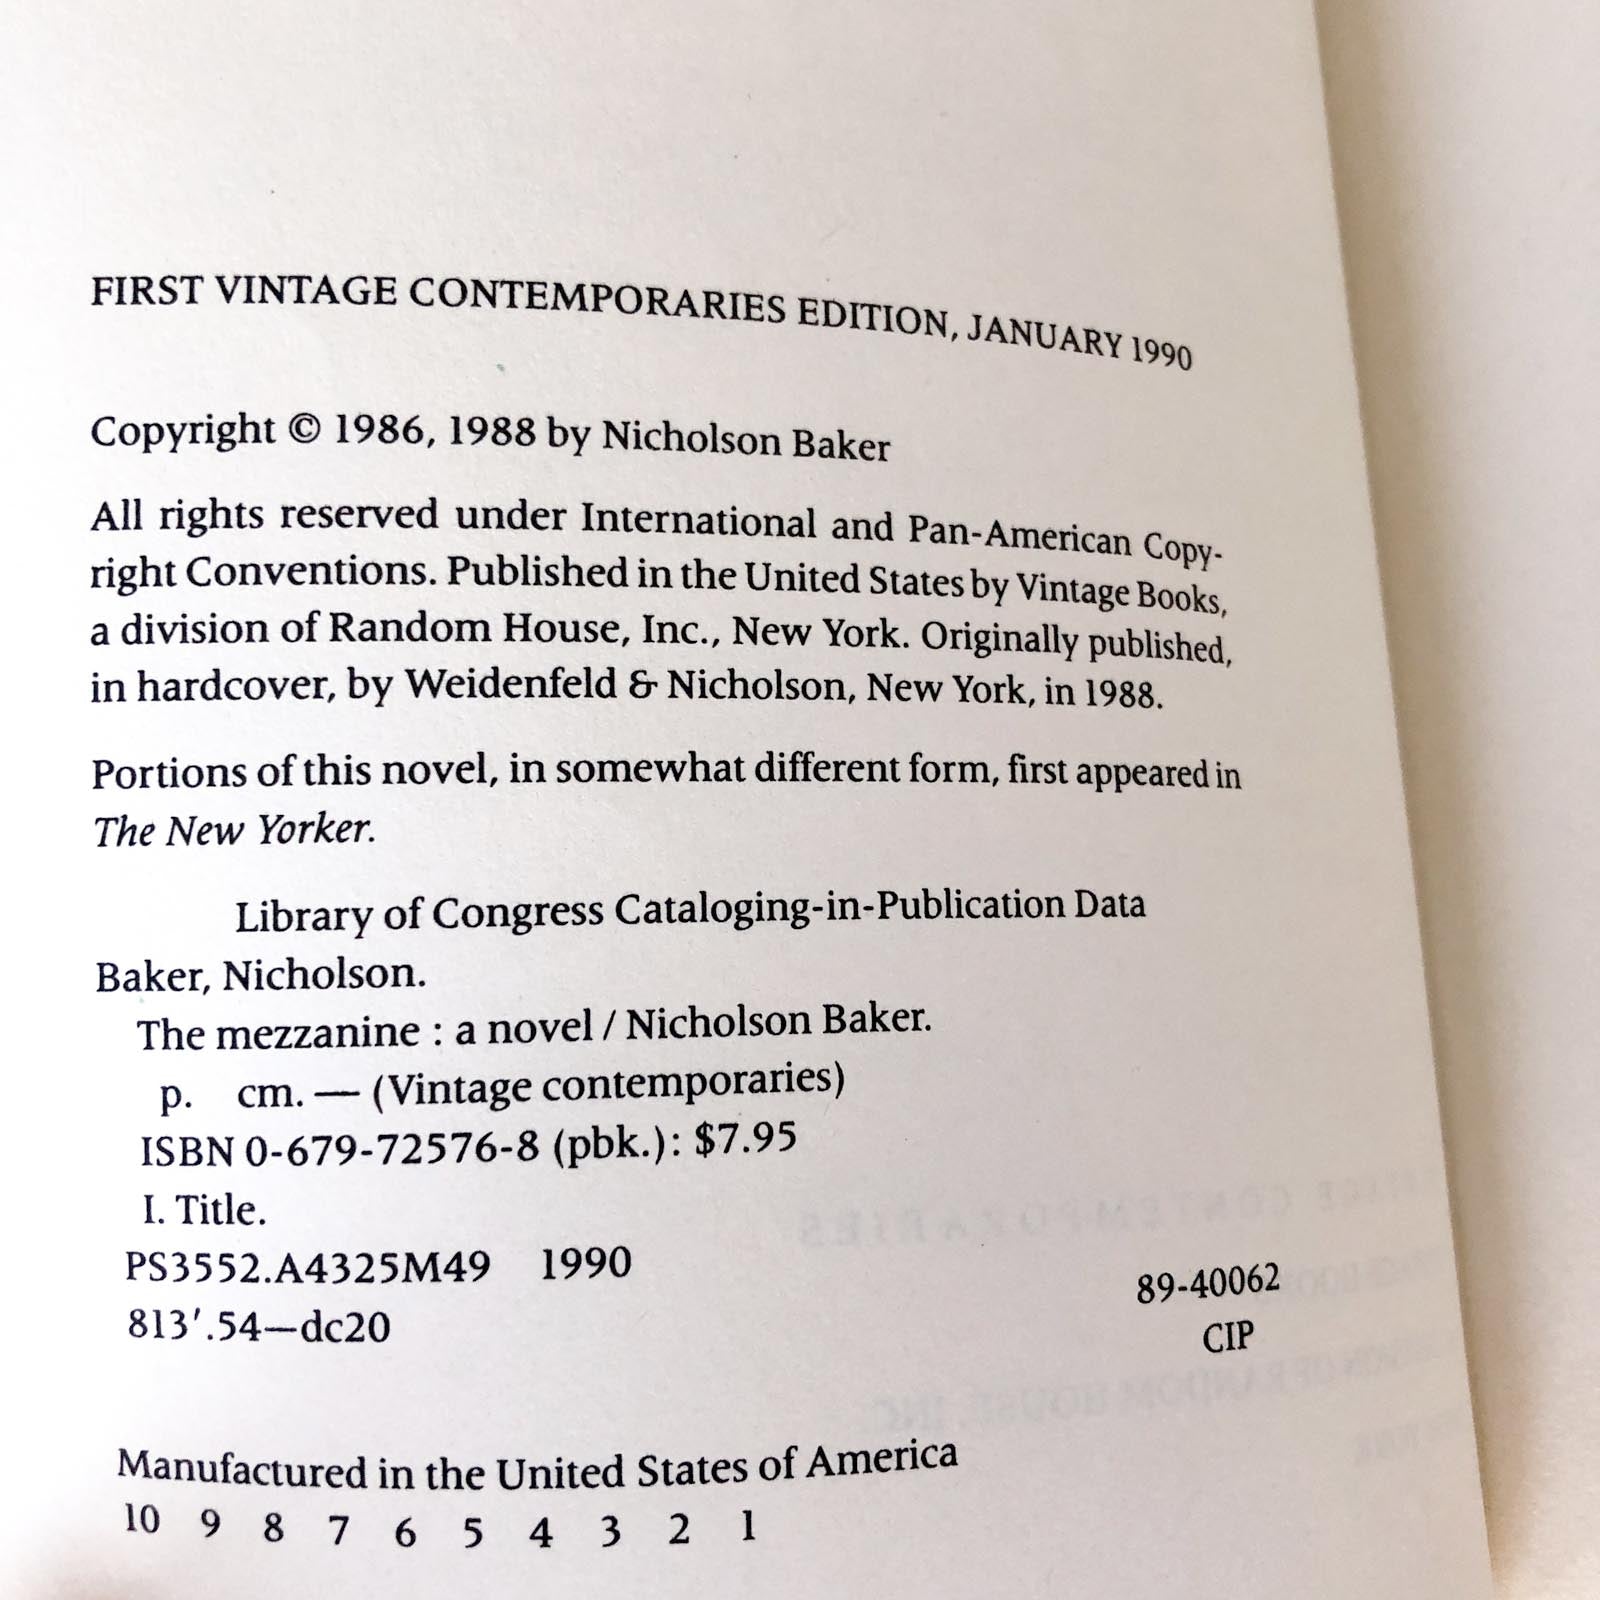 FIRST VINTAGE CONTEMPORARIES EDITION, JANUARY 1990
Copyright © 1986, 1988 by Nicholson Baker
All rights reserved under International and Pan-American Copy-
right Conventions. Published in the United States by Vintage Books,
a division of Random House, Inc., New York. Originally published,
in hardcover, by Weidenfeld & Nicholson, New York, in 1988.
Portions of this novel, in somewhat different form, first appeared in
The New Yorker.
Library of Congress Cataloging-in-Publication Data
Baker, Nicholson.
The mezzanine : a novel / Nicholson Baker.
p. cm. — (Vintage contemporaries)
ISBN 0-679-72576-8 (pbk.): $7.95
I. Title.
PS3552.A4325M49 1990
89-40062
813′.54—dc20
CIP
Manufactured in the United States of America
10 9 8 7 6 5 4 3 2 1